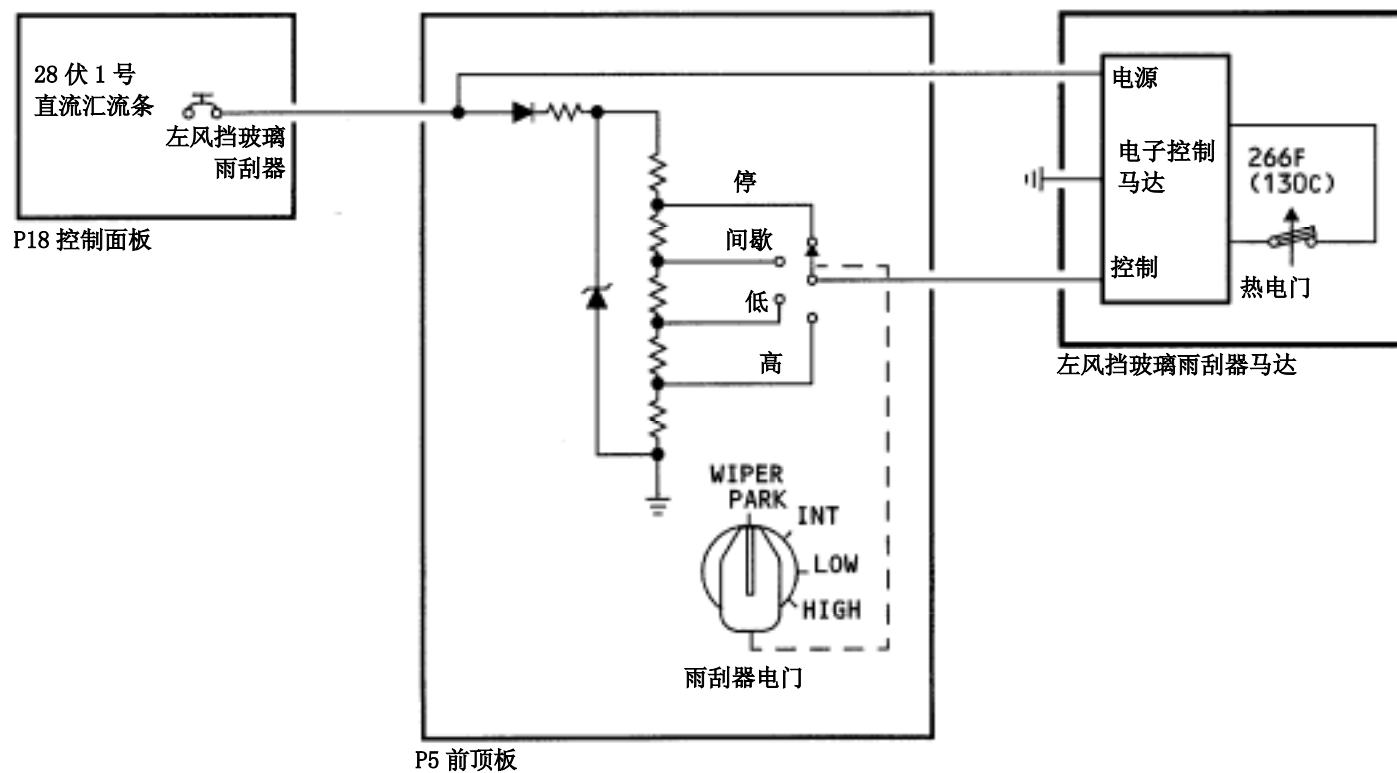 28 伏 1 号
直流汇流条
左风挡玻璃
雨刮器
P18 控制面板
停
间歇
低
高
WIPER
PARK
INT
LOW
HIGH
雨刮器电门
P5 前顶板
电源
电子控制
马达
控制
266F
(130C)
热电门
左风挡玻璃雨刮器马达